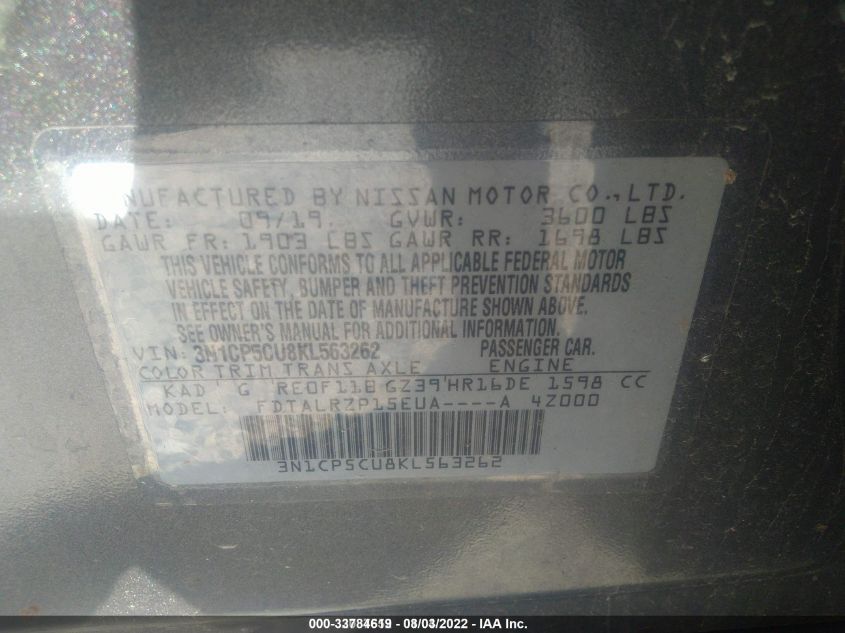 MANUFACTURED BY NISSAN MOTOR CO., LTD.
DATE: 09/19 GVWR: 3600 LBS
GAWR FR: 1903 LBS GAWR RR: 1698 LBS
THIS VEHICLE CONFORMS TO ALL APPLICABLE FEDERAL MOTOR
VEHICLE SAFETY, BUMPER AND THEFT PREVENTION STANDARDS
IN EFFECT ON THE DATE OF MANUFACTURE SHOWN ABOVE.
SEE OWNER'S MANUAL FOR ADDITIONAL INFORMATION.
VIN: 3N1CP5CU8KL563262 PASSENGER CAR.
COLOR TRIM TRANS AXLE ENGINE
KAD G RE0F11B GZ39 HR16DE 1598 CC
MODEL: FDTALRZP15EUA----A 4Z000
3N1CP5CU8KL563262
000-33784619 - 08/03/2022 - IAA Inc.